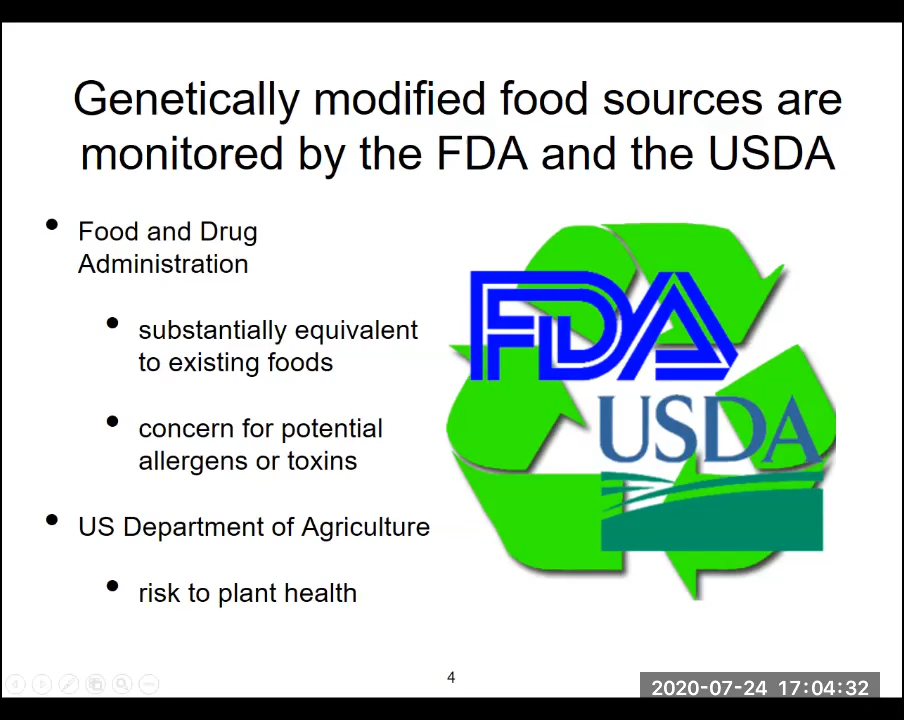 Genetically modified food sources are
monitored by the FDA and the USDA
• Food and Drug
Administration
• substantially equivalent
to existing foods
• concern for potential
allergens or toxins
• US Department of Agriculture
• risk to plant health
FDA
USDA
4
2020-07-24 17:04:32